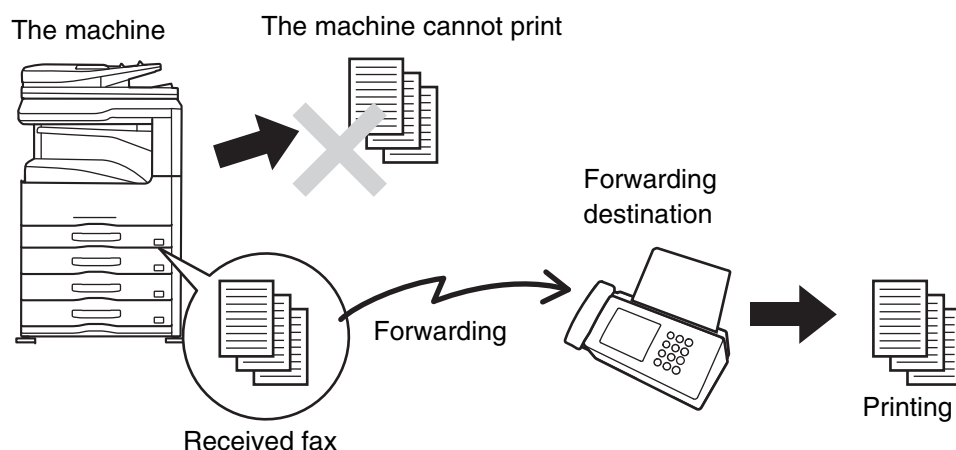 The machine
The machine cannot print
Forwarding
destination
Forwarding
Printing
Received fax